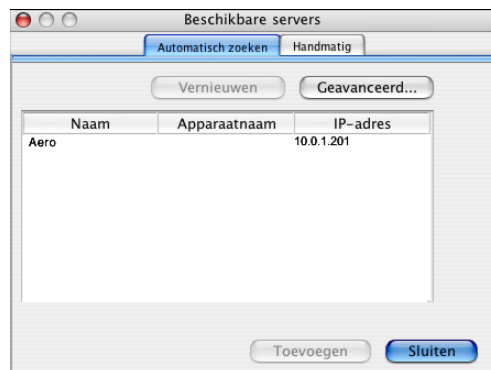 Beschikbare servers
Automatisch zoeken Handmatig
Vernieuwen Geavanceerd...
Naam Apparaatnaam IP-adres
Aero 10.0.1.201
Toevoegen Sluiten